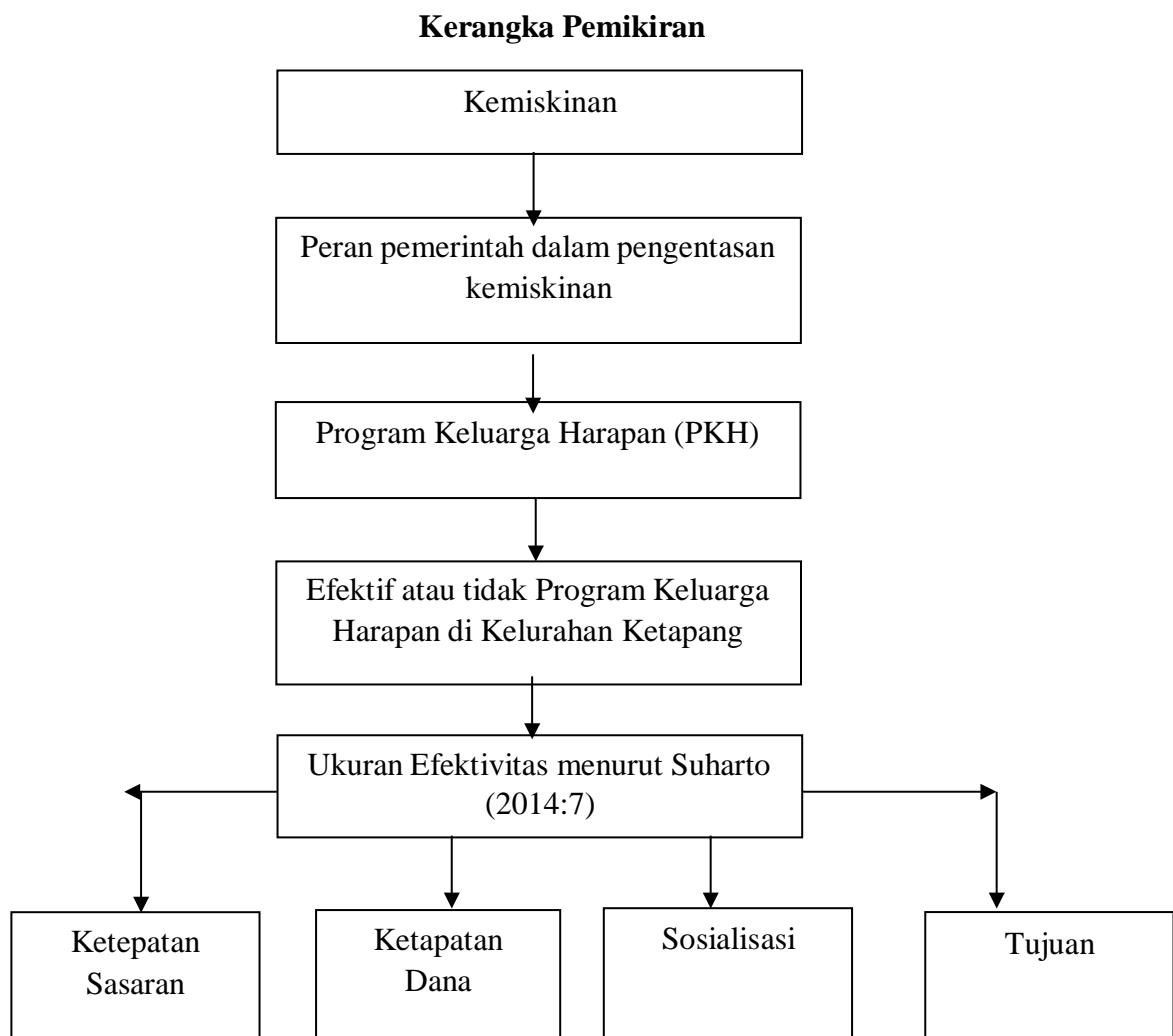 Kerangka Pemikiran
Kemiskinan
Peran pemerintah dalam pengentasan
kemiskinan
Program Keluarga Harapan (PKH)
Efektif atau tidak Program Keluarga
Harapan di Kelurahan Ketapang
Ukuran Efektivitas menurut Suharto
(2014:7)
Ketepatan
Sasaran
Ketapatan
Dana
Sosialisasi
Tujuan